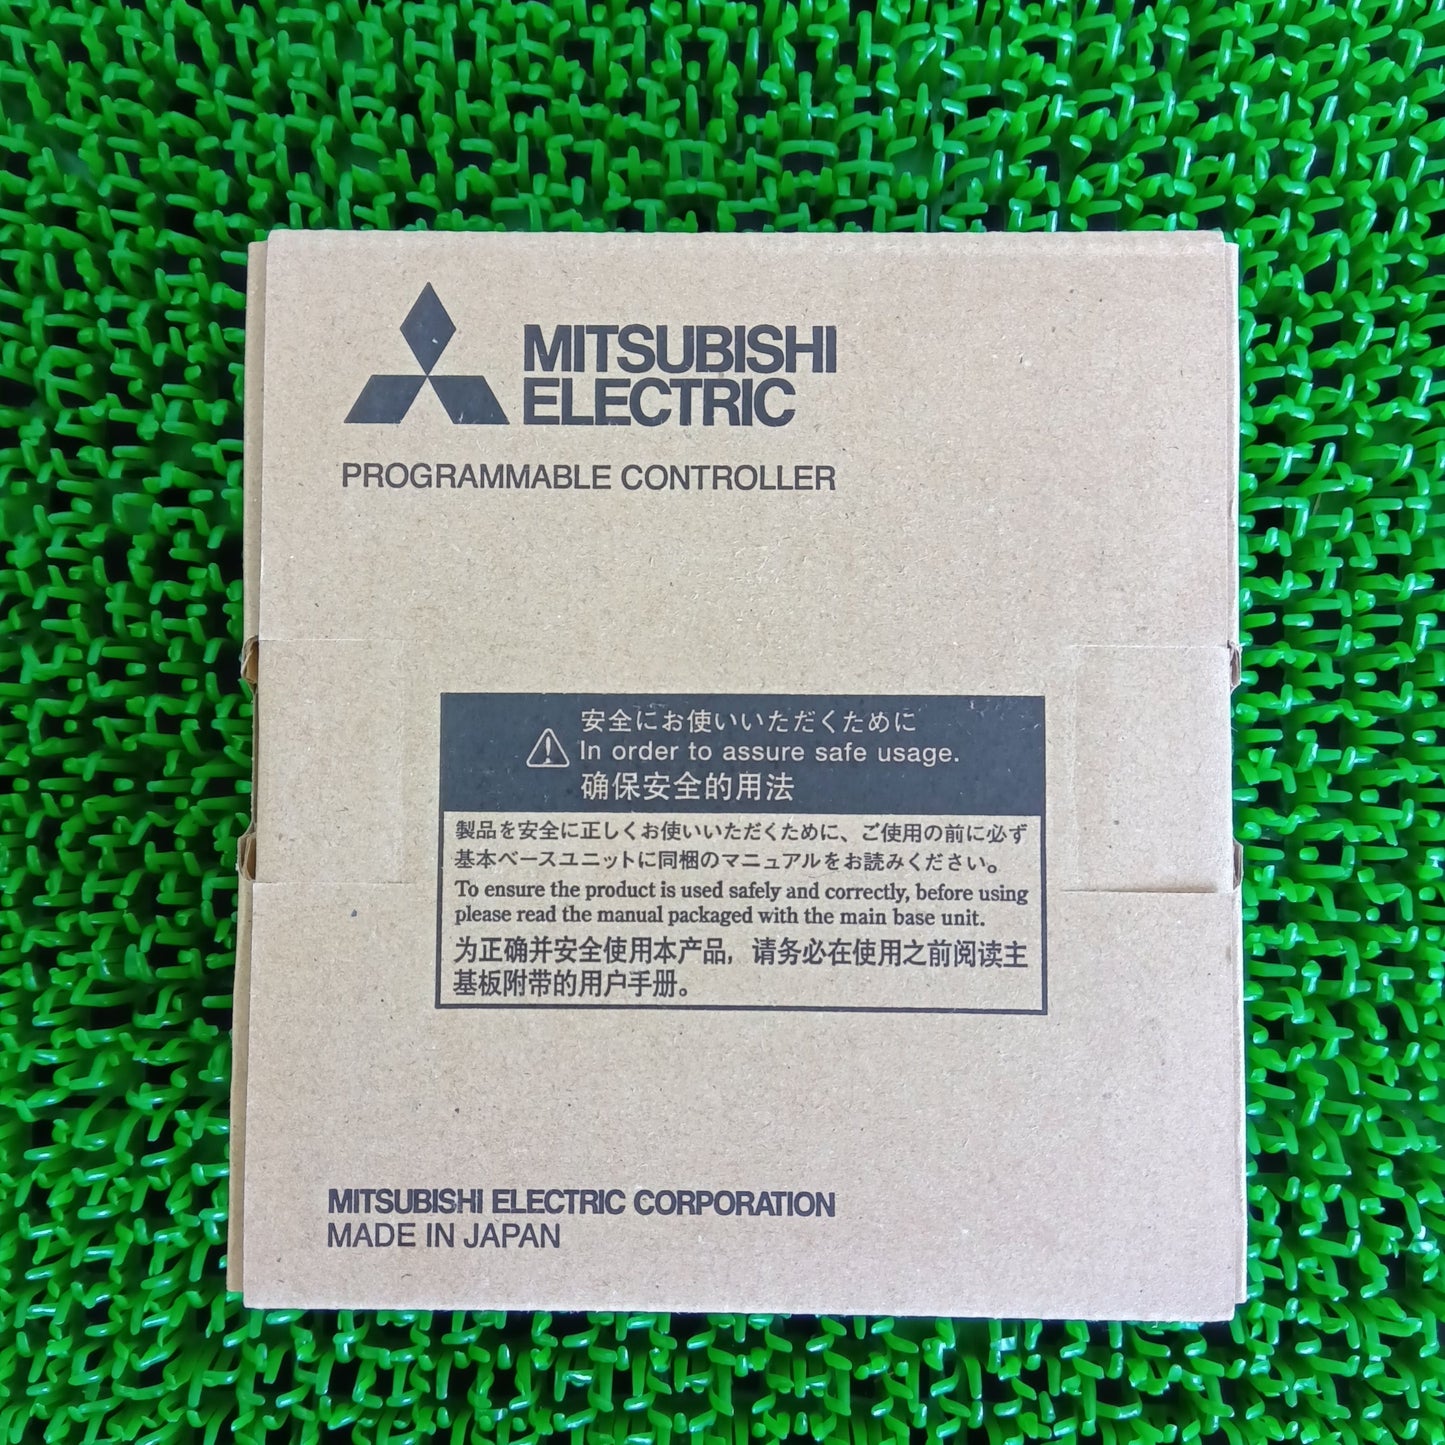 MITSUBISHI
ELECTRIC
PROGRAMMABLE CONTROLLER
安全にお使いいただくために
In order to assure safe usage.
确保安全的用法
製品を安全に正しくお使いいただくために、ご使用の前に必ず
基本ベースユニットに同梱のマニュアルをお読みください。
To ensure the product is used safely and correctly, before using
please read the manual packaged with the main base unit.
为正确并安全使用本产品，请务必在使用之前阅读主
基板附带的用户手册。
MITSUBISHI ELECTRIC CORPORATION
MADE IN JAPAN